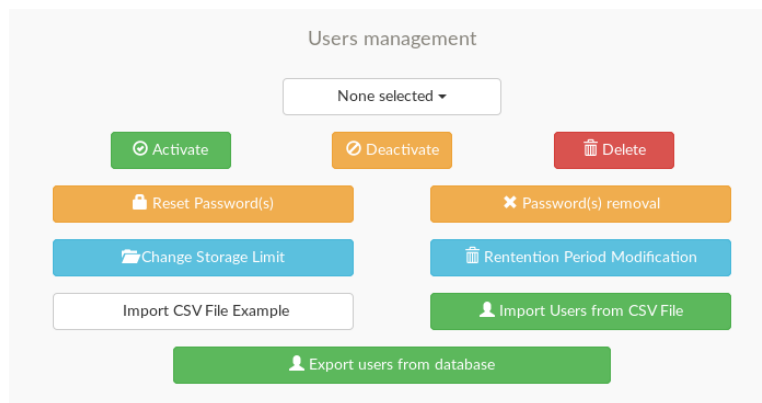 Users management
None selected
Activate
Deactivate
Delete
Reset Password(s)
Password(s) removal
Change Storage Limit
Rentention Period Modification
Import CSV File Example
Import Users from CSV File
Export users from database